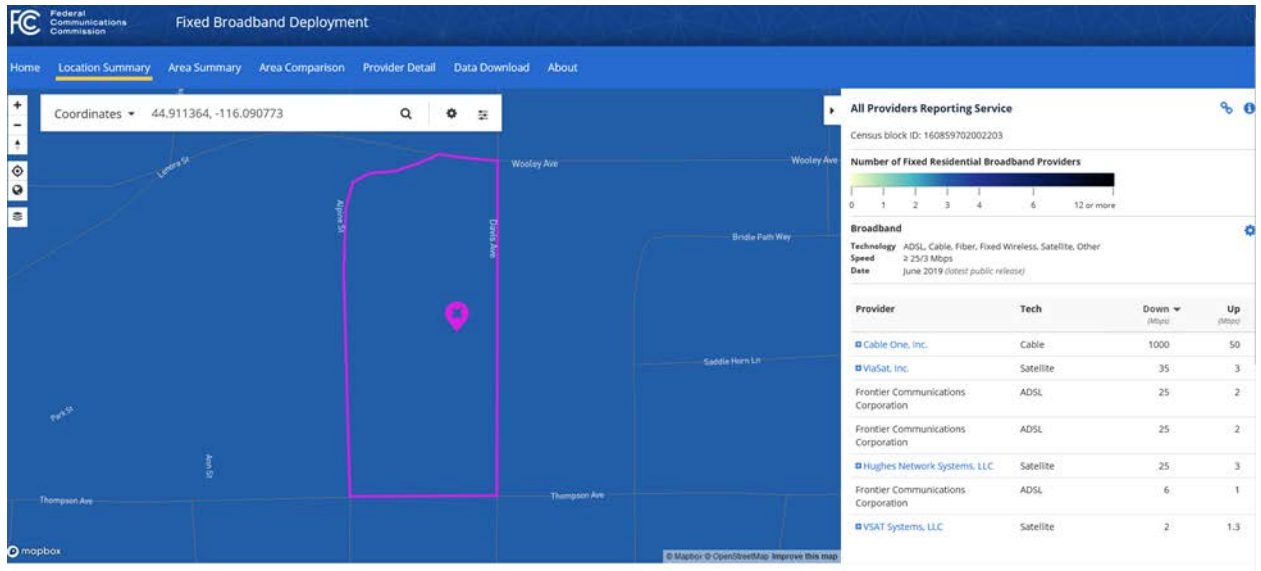 FC
Federal
Communications
Commission
Fixed Broadband Deployment
Home Location Summary Area Summary Area Comparison Provider Detail Data Download About
Coordinates 44.911364, -116.090773
Lenora St
Wooley Ave
Wooley Ave
Alpine St
Davis Ave
Bridle Path Way
Saddle Horn Ln
Park St
Ann St
Thompson Ave
Thompson Ave
mapbox
© Mapbox © OpenStreetMap Improve this map
All Providers Reporting Service
Census block ID: 160859702002203
Number of Fixed Residential Broadband Providers
0 1 2 3 4 6 12 or more
Broadband
Technology ADSL, Cable, Fiber, Fixed Wireless, Satellite, Other
Speed ≥ 25/3 Mbps
Date June 2019 (latest public release)
Provider Tech Down Up
(Mbps) (Mbps)
Cable One, Inc. Cable 1000 50
ViaSat, Inc. Satellite 35 3
Frontier Communications ADSL 25 2
Corporation
Frontier Communications ADSL 25 2
Corporation
Hughes Network Systems, LLC Satellite 25 3
Frontier Communications ADSL 6 1
Corporation
VSAT Systems, LLC Satellite 2 1.3